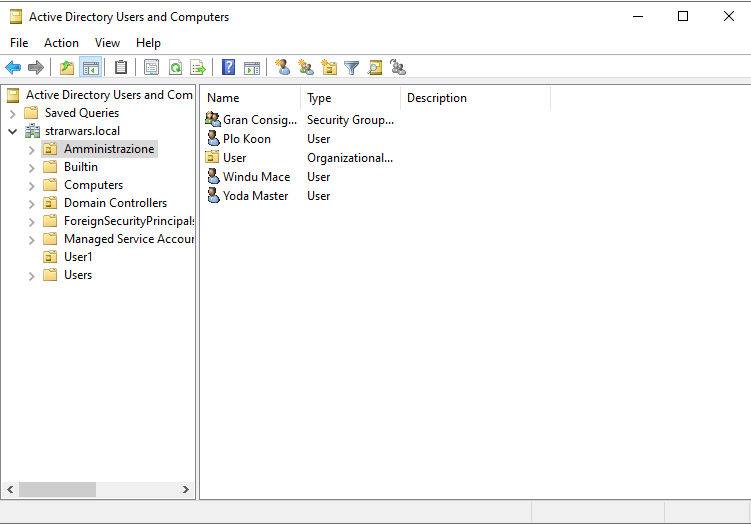 Active Directory Users and Computers
File Action View Help
Active Directory Users and Com
Saved Queries
strarwars.local
Amministrazione
Builtin
Computers
Domain Controllers
ForeignSecurityPrincipals
Managed Service Accour
User1
Users
Name Type Description
Gran Consig... Security Group...
Plo Koon User
User Organizational...
Windu Mace User
Yoda Master User